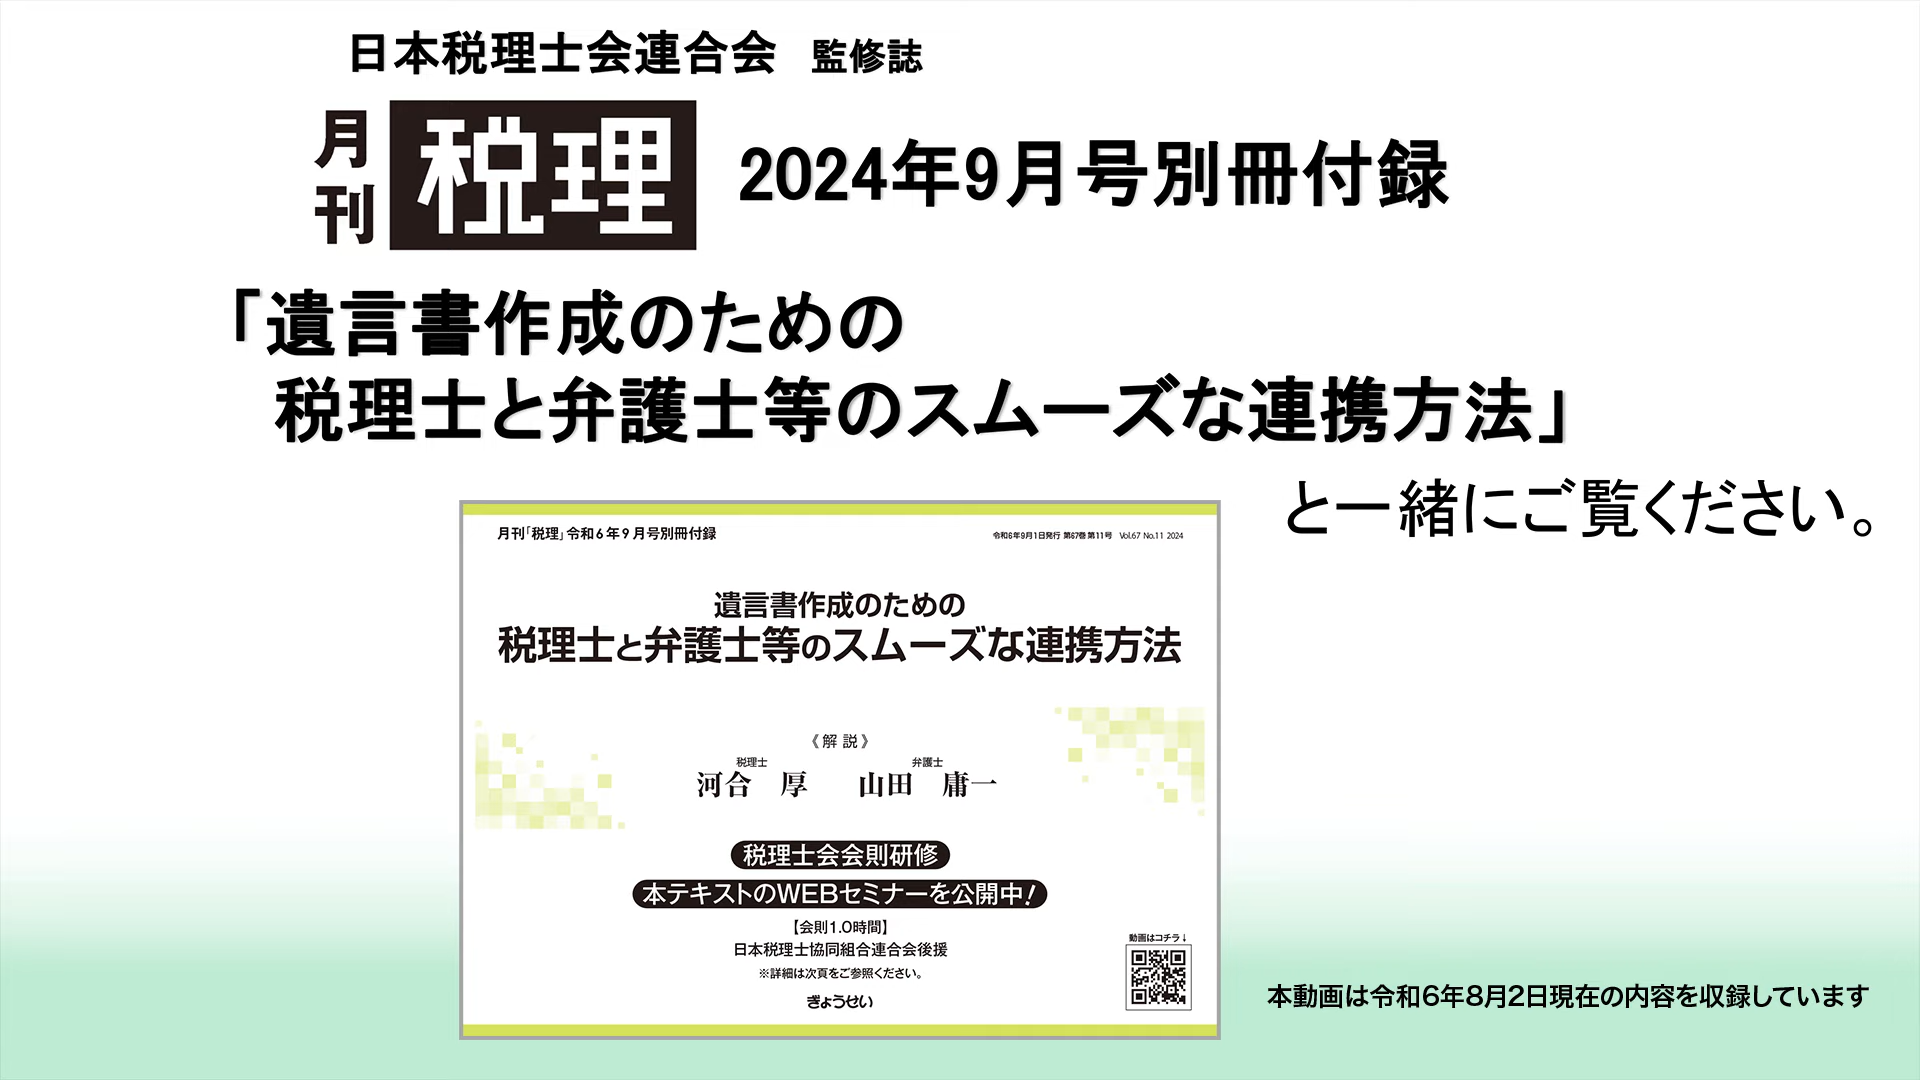 日本税理士会連合会 監修誌
月刊 税理 2024年9月号別冊付録
「遺言書作成のための
税理士と弁護士等のスムーズな連携方法」
と一緒にご覧ください。
月刊「税理」令和6年9月号別冊付録
令和6年9月1日発行 第67巻 第11号 Vol.67 No.11 2024
遺言書作成のための
税理士と弁護士等のスムーズな連携方法
《解説》
税理士 弁護士
河合 厚 山田 庸一
税理士会会則研修
本テキストのWEBセミナーを公開中!
【会則1.0時間】
日本税理士協同組合連合会後援
※詳細は次頁をご参照ください。
ぎょうせい
動画はコチラ↓
本動画は令和6年8月2日現在の内容を収録しています